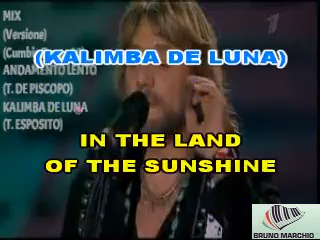 MIX
(Versione)
(KALIMBA DE LUNA)
ANDAMENTO LENTO
(T. DE PISCOPO)
KALIMBA DE LUNA
(T. ESPOSITO)
IN THE LAND
OF THE SUNSHINE
BRUNO MARCHIO